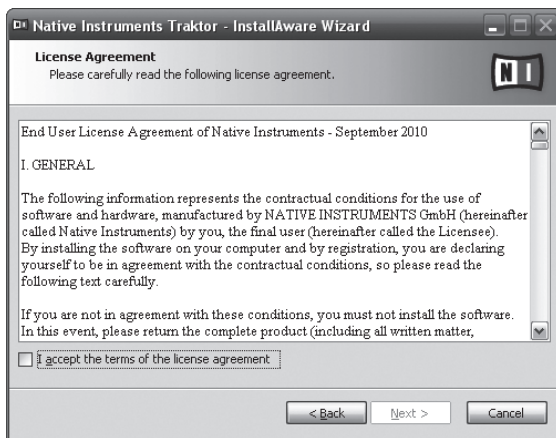 Native Instruments Traktor - InstallAware Wizard
License Agreement
Please carefully read the following license agreement.
NI
End User License Agreement of Native Instruments - September 2010
I. GENERAL
The following information represents the contractual conditions for the use of
software and hardware, manufactured by NATIVE INSTRUMENTS GmbH (hereinafter
called Native Instruments) by you, the final user (hereinafter called the Licensee).
By installing the software on your computer and by registration, you are declaring
yourself to be in agreement with the contractual conditions, so please read the
following text carefully.
If you are not in agreement with these conditions, you must not install the software.
In this event, please return the complete product (including all written matter,
I accept the terms of the license agreement
< Back Next > Cancel